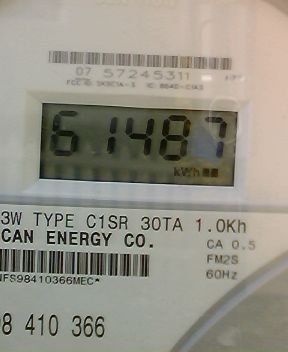 07 57245311
61487
kWh
3W TYPE C1SR 30TA 1.0Kh
CAN ENERGY CO.
CA 0.5
FM2S
60Hz
NFS98410366MEC*
98 410 366